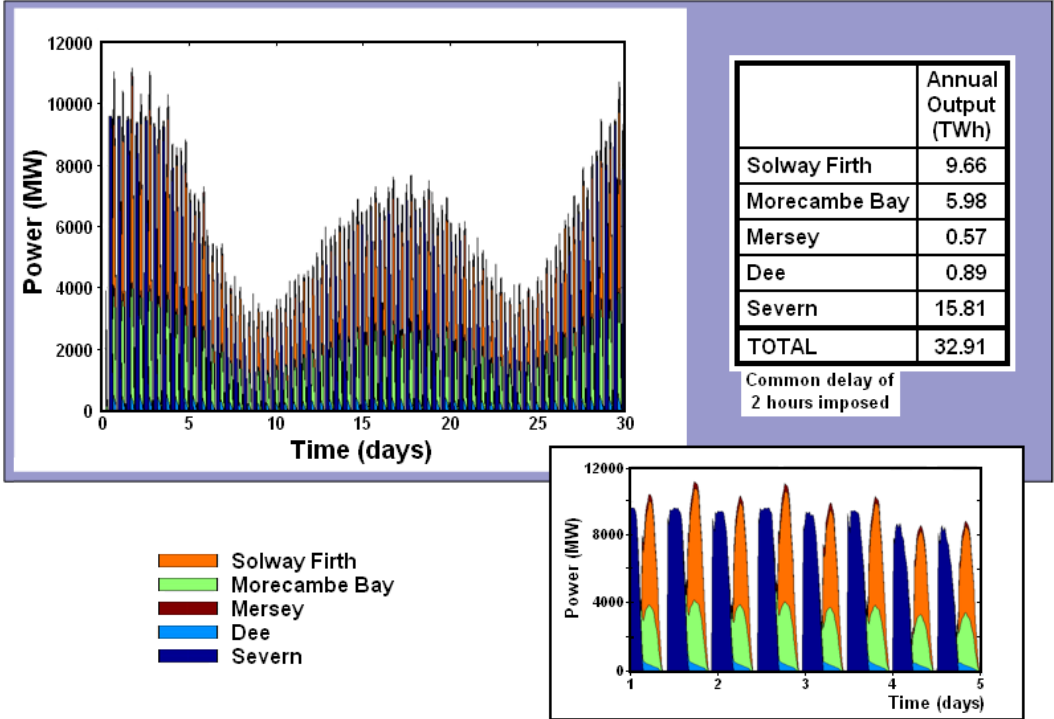 12000
10000
8000
6000
4000
2000
0
Power (MW)
0 5 10 15 20 25 30
Time (days)
Annual
Output
(TWh)
Solway Firth 9.66
Morecambe Bay 5.98
Mersey 0.57
Dee 0.89
Severn 15.81
TOTAL 32.91
Common delay of
2 hours imposed
Solway Firth
Morecambe Bay
Mersey
Dee
Severn
12000
8000
4000
0
Power (MW)
1 2 3 4 5
Time (days)